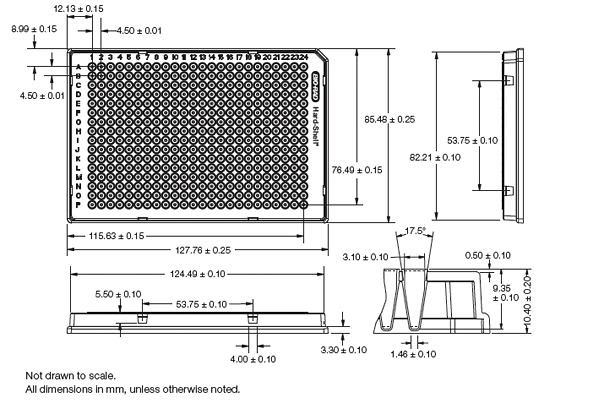 12.13 ± 0.15
8.99 ± 0.15
4.50 ± 0.01
1 2 3 4 5 6 7 8 9 10 11 12 13 14 15 16 17 18 19 20 21 22 23 24
4.50 ± 0.01
A
B
C
D
E
F
G
H
I
J
K
L
M
N
O
P
BIO-RAD
Hard-Shell®
85.48 ± 0.25
76.49 ± 0.15
53.75 ± 0.10
82.21 ± 0.10
115.63 ± 0.15
127.76 ± 0.25
17.5°
3.10 ± 0.10
0.50 ± 0.10
9.35
± 0.10
10.40 ± 0.20
1.46 ± 0.10
124.49 ± 0.10
5.50 ± 0.10
53.75 ± 0.10
4.00 ± 0.10
3.30 ± 0.10
Not drawn to scale.
All dimensions in mm, unless otherwise noted.